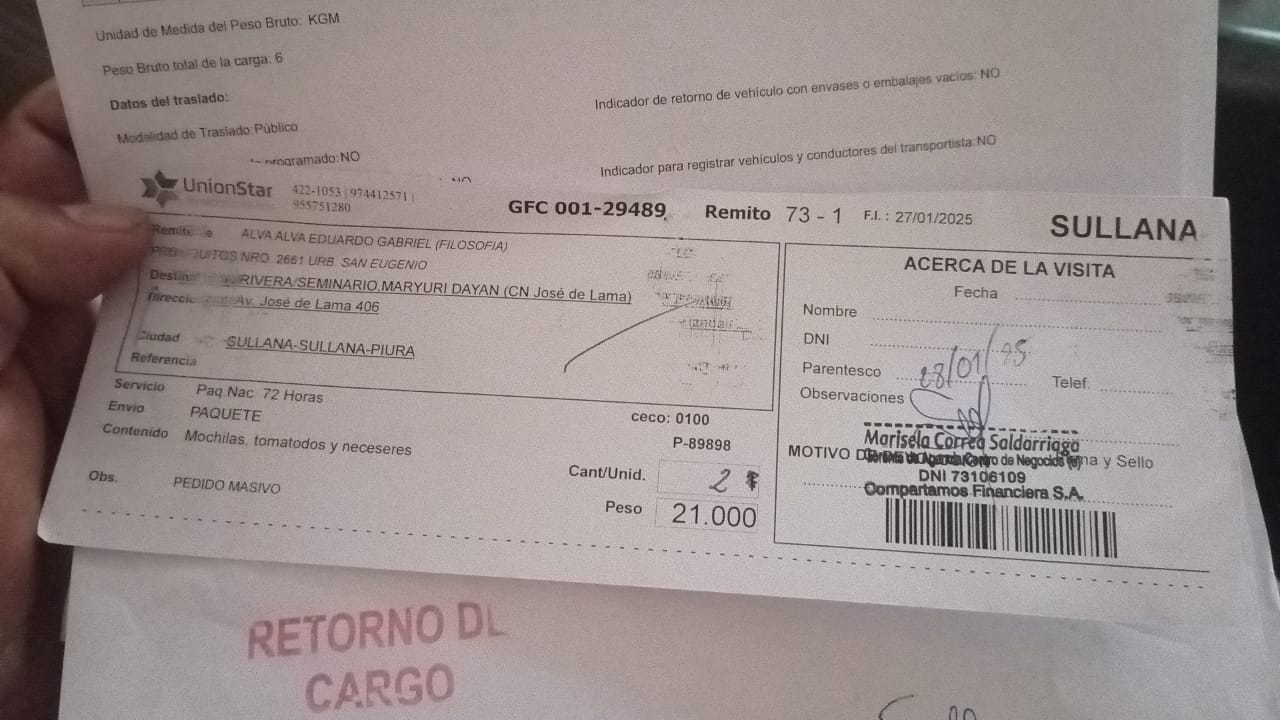 Unidad de Medida del Peso Bruto: KGM
Peso Bruto total de la carga: 6
Datos del traslado:
Indicador de retorno de vehículo con envases o embalajes vacíos: NO
Modalidad de Traslado:Público
Indicador para registrar vehículos y conductores del transportista:NO
programado:NO
UnionStar
422-1053 | 974412571 |
955751280
GFC 001-29489
Remito 73 - 1
F.I. : 27/01/2025
SULLANA
ALVA ALVA EDUARDO GABRIEL (FILOSOFIA)
NRO. 2661 URB. SAN EUGENIO
RIVERA/SEMINARIO,MARYURI DAYAN (CN José de Lama)
Av. José de Lama 406
Ciudad SULLANA-SULLANA-PIURA
Referencia
Servicio Paq.Nac. 72 Horas
Envio PAQUETE
Contenido Mochilas, tomatodos y neceseres
Obs. PEDIDO MASIVO
ceco: 0100
P-89898
Cant/Unid. 2
Peso 21.000
ACERCA DE LA VISITA
Fecha
Nombre
DNI
Parentesco
28/01/25
Telef.
Observaciones
Marisela Correa Saldarriaga
MOTIVO
de Negocios
y Sello
DNI 73106109
Compartamos Financiera S.A.
RETORNO
CARGO